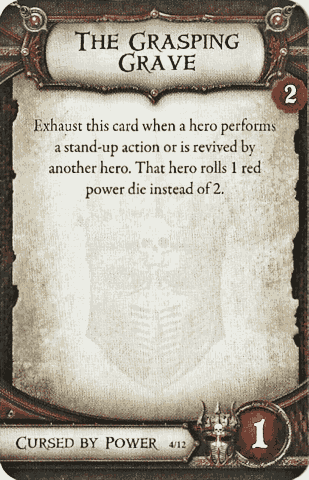 THE GRASPING
GRAVE
2
Exhaust this card when a hero performs
a stand-up action or is revived by
another hero. That hero rolls 1 red
power die instead of 2.
CURSED BY POWER 4/12
1